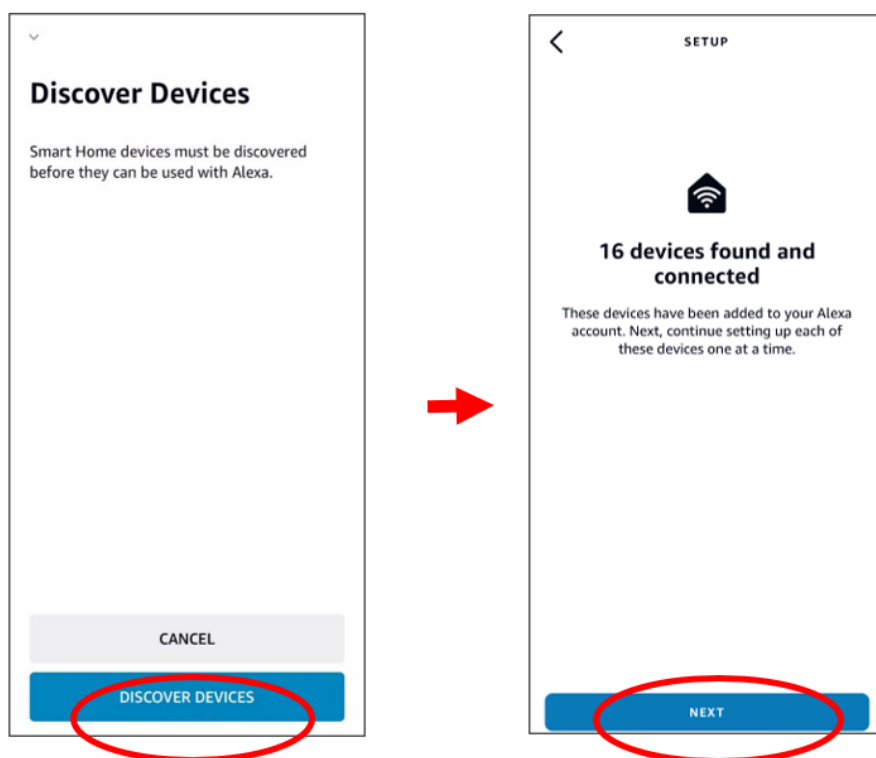 Discover Devices
Smart Home devices must be discovered
before they can be used with Alexa.
CANCEL
DISCOVER DEVICES
SETUP
16 devices found and
connected
These devices have been added to your Alexa
account. Next, continue setting up each of
these devices one at a time.
NEXT